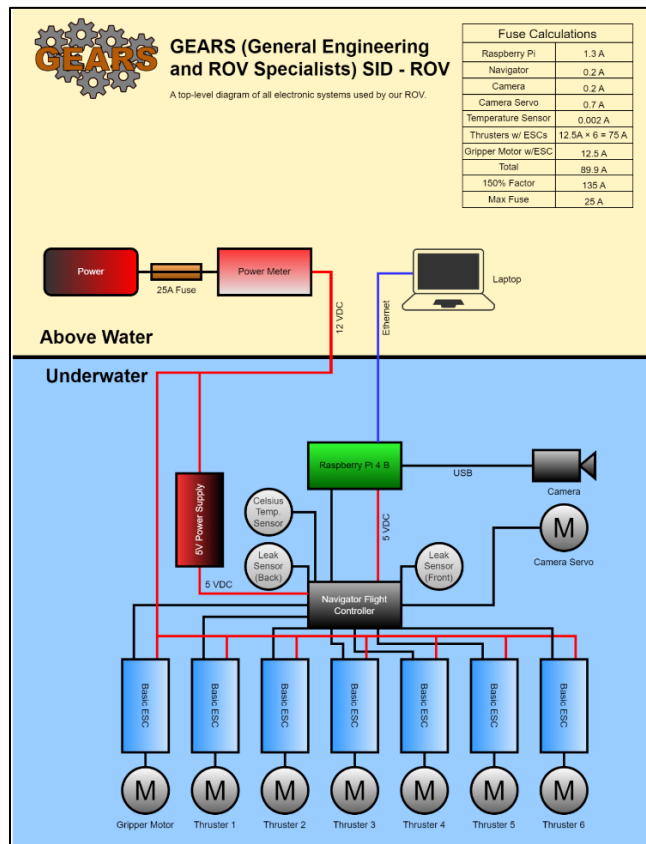 GEARS
GEARS (General Engineering
and ROV Specialists) SID - ROV
A top-level diagram of all electronic systems used by our ROV.
Fuse Calculations
Raspberry Pi 1.3 A
Navigator 0.2 A
Camera 0.2 A
Camera Servo 0.7 A
Temperature Sensor 0.002 A
Thrusters w/ ESCs 12.5A × 6 = 75 A
Gripper Motor w/ESC 12.5 A
Total 89.9 A
150% Factor 135 A
Max Fuse 25 A
Power
25A Fuse
Power Meter
12 VDC
Ethernet
Laptop
Above Water
Underwater
Raspberry Pi 4 B
USB
Camera
5V Power Supply
5 VDC
Celsius
Temp.
Sensor
5 VDC
M
Camera Servo
Leak
Sensor
(Back)
Leak
Sensor
(Front)
Navigator Flight
Controller
Basic ESC
Basic ESC
Basic ESC
Basic ESC
Basic ESC
Basic ESC
Basic ESC
M M M M M M M
Gripper Motor Thruster 1 Thruster 2 Thruster 3 Thruster 4 Thruster 5 Thruster 6